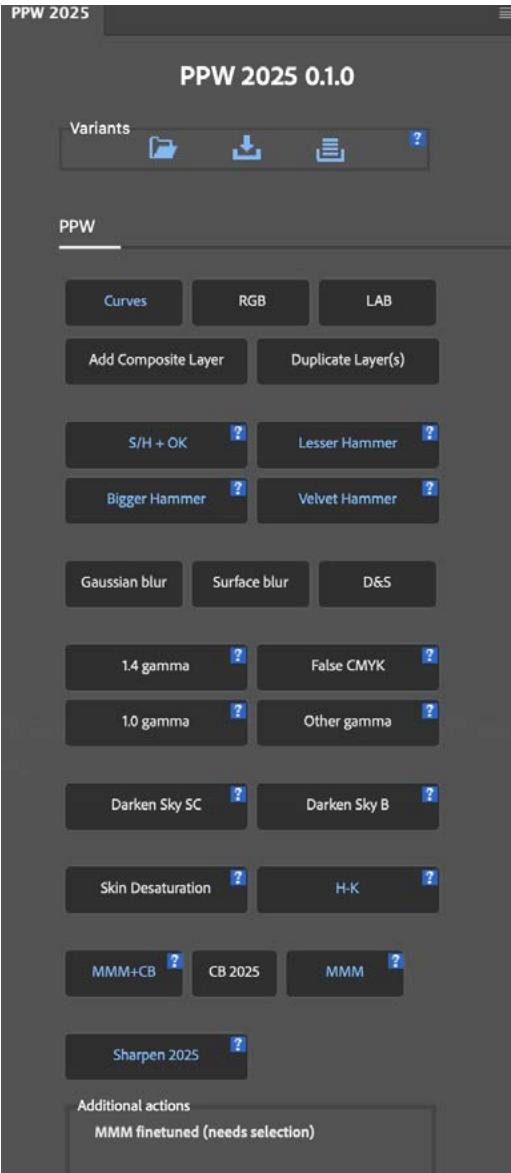 PPW 2025
PPW 2025 0.1.0
Variants
?
PPW
Curves RGB LAB
Add Composite Layer Duplicate Layer(s)
S/H + OK ? Lesser Hammer ?
Bigger Hammer ? Velvet Hammer ?
Gaussian blur Surface blur D&S
1.4 gamma ? False CMYK ?
1.0 gamma ? Other gamma ?
Darken Sky SC ? Darken Sky B ?
Skin Desaturation ? H-K ?
MMM+CB ? CB 2025 MMM ?
Sharpen 2025 ?
Additional actions
MMM finetuned (needs selection)